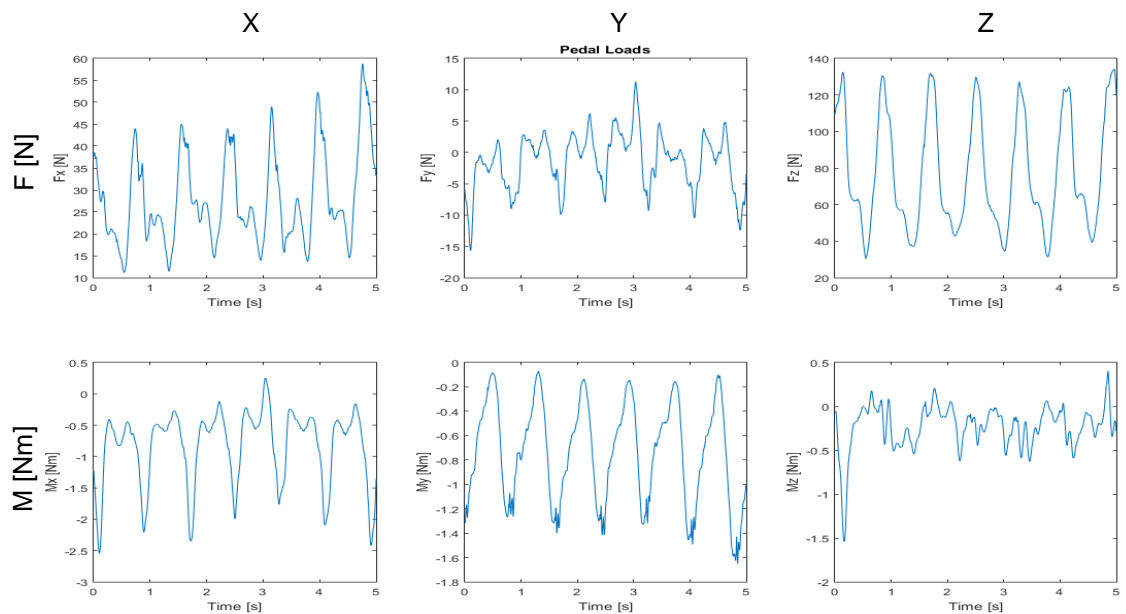 X
Y
Z
Pedal Loads
F [N]
Fx [N]
60
55
50
45
40
35
30
25
20
15
10
0 1 2 3 4 5
Time [s]
Fy [N]
15
10
5
0
-5
-10
-15
-20
0 1 2 3 4 5
Time [s]
Fz [N]
140
120
100
80
60
40
20
0 1 2 3 4 5
Time [s]
M [Nm]
Mx [Nm]
0.5
0
-0.5
-1
-1.5
-2
-2.5
-3
0 1 2 3 4 5
Time [s]
My [Nm]
0
-0.2
-0.4
-0.6
-0.8
-1
-1.2
-1.4
-1.6
-1.8
0 1 2 3 4 5
Time [s]
Mz [Nm]
0.5
0
-0.5
-1
-1.5
-2
0 1 2 3 4 5
Time [s]